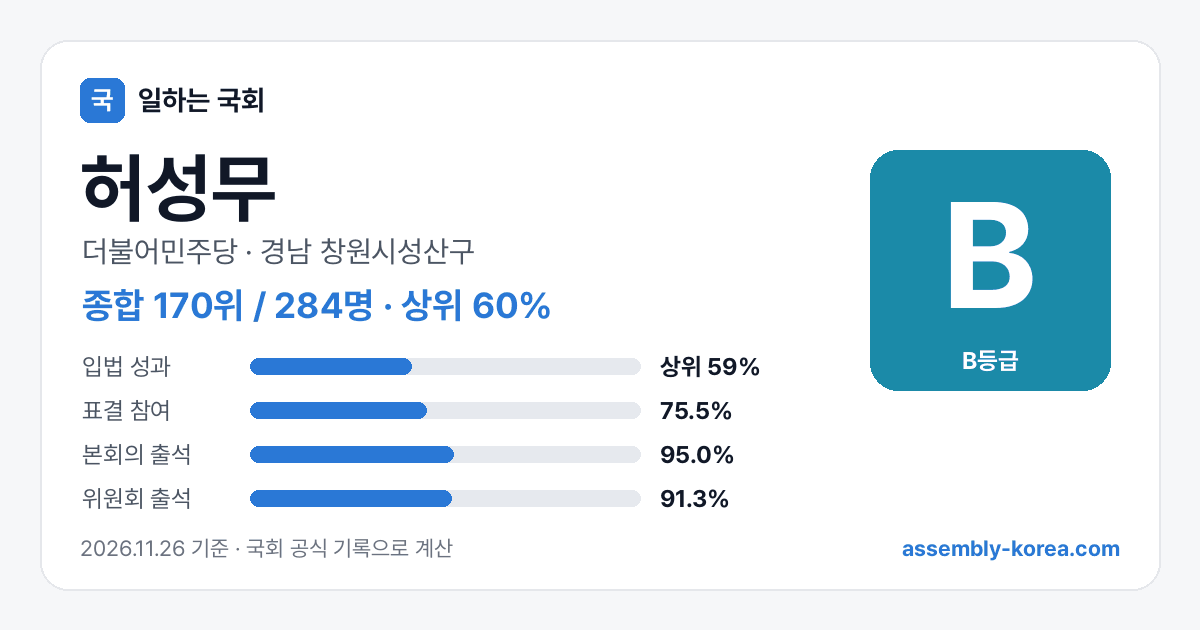 국 일하는 국회
허성무
더불어민주당 · 경남 창원시성산구
종합 170위 / 284명 · 상위 60%
B
B등급
입법 성과 상위 59%
표결 참여 75.5%
본회의 출석 95.0%
위원회 출석 91.3%
2026.11.26 기준 · 국회 공식 기록으로 계산
assembly-korea.com